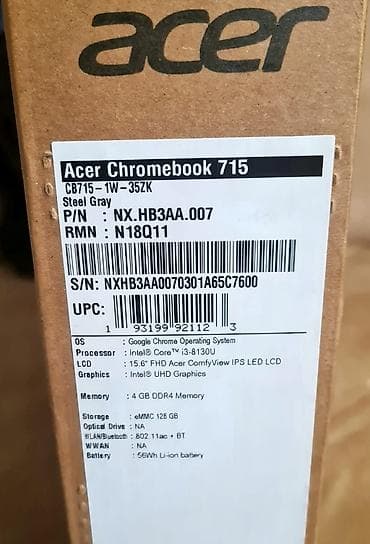 acer
Acer Chromebook 715
CB715-1W-35ZK
Steel Gray
P/N : NX.HB3AA.007
RMN : N18Q11
S/N: NXHB3AA0070301A65C7600
UPC:
1 93199 92112 3
OS : Google Chrome Operating System
Processor : Intel® Core™ i3-8130U
LCD : 15.6" FHD Acer ComfyView IPS LED LCD
Graphics : Intel® UHD Graphics
Memory : 4 GB DDR4 Memory
Storage : eMMC 128 GB
Optical Drive : NA
WLAN/Bluetooth : 802.11ac + BT
WWAN : NA
Battery : 56Wh Li-ion battery